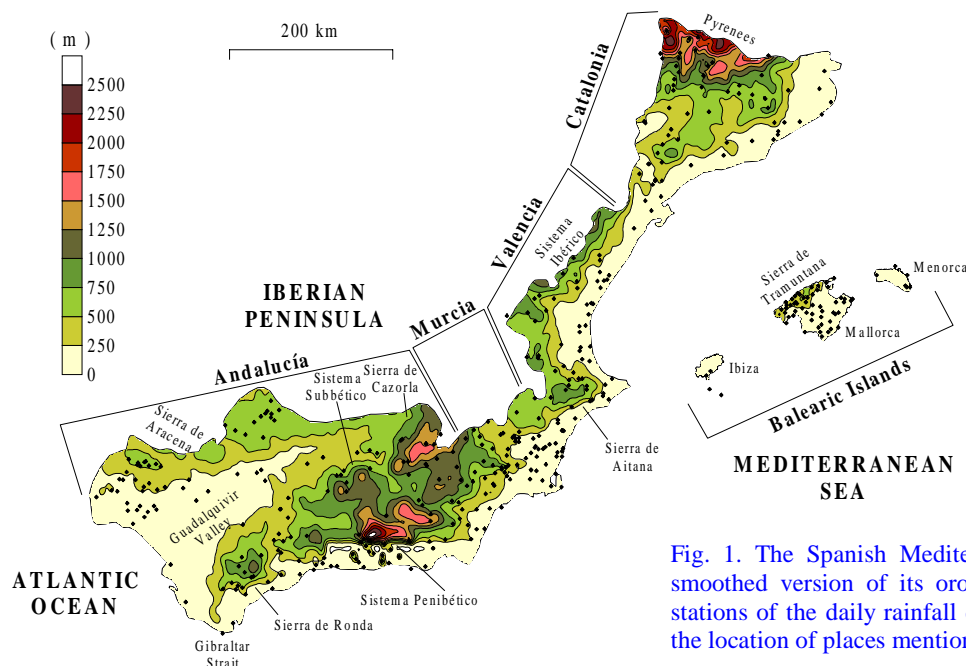 Pyrenees
200 km
( m )
2500
2250
2000
1750
1500
1250
1000
750
500
250
0
Catalonia
Valencia
Sistema
Ibérico
IBERIAN
PENINSULA
Murcia
Andalucía
Sistema
Subbético
Sierra de
Cazorla
Sierra de
Aracena
Guadalquivir
Valley
ATLANTIC
OCEAN
Gibraltar
Strait
Sierra de Ronda
Sistema Penibético
Sierra de
Aitana
Sierra de
Tramuntana
Menorca
Mallorca
Ibiza
Balearic Islands
MEDITERRANEAN
SEA
Fig. 1. The Spanish Medite
smoothed version of its oro
stations of the daily rainfall
the location of places mention